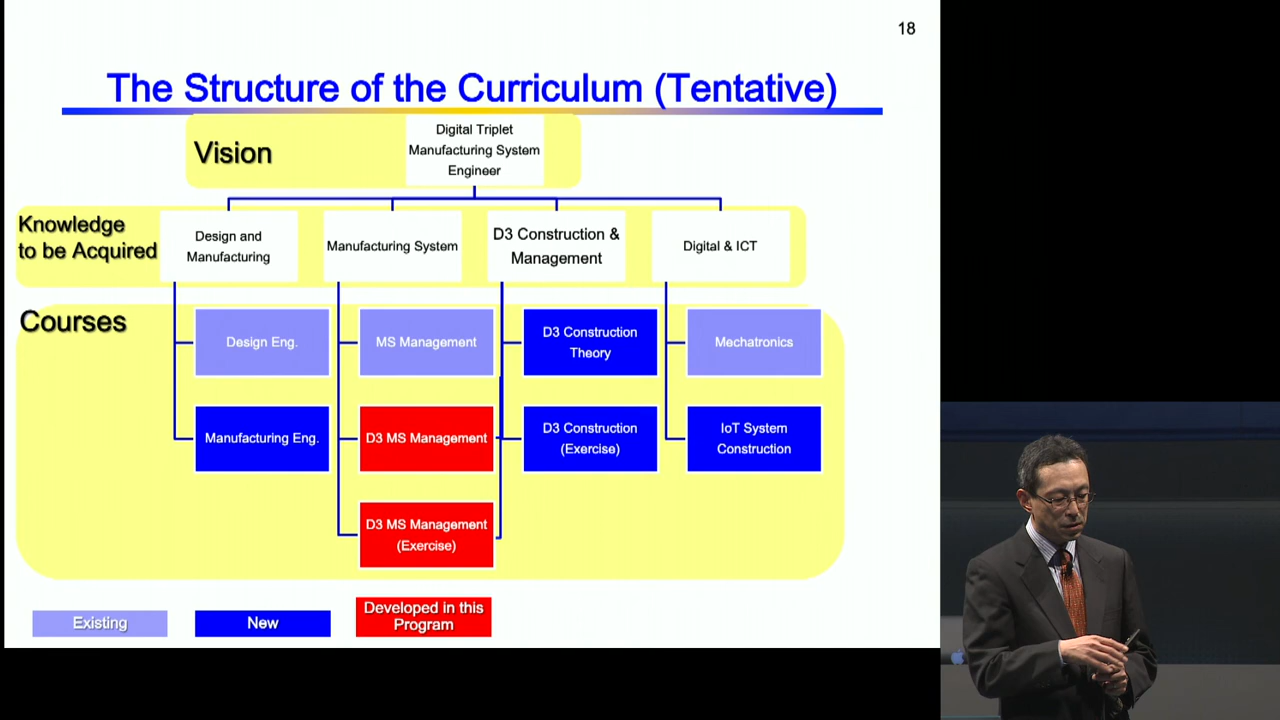 18
The Structure of the Curriculum (Tentative)
Vision
Digital Triplet
Manufacturing System
Engineer
Knowledge
to be Acquired
Design and
Manufacturing
Manufacturing System
D3 Construction &
Management
Digital & ICT
Courses
Design Eng.
MS Management
D3 Construction
Theory
Mechatronics
Manufacturing Eng.
D3 MS Management
D3 Construction
(Exercise)
IoT System
Construction
D3 MS Management
(Exercise)
Existing
New
Developed in this
Program